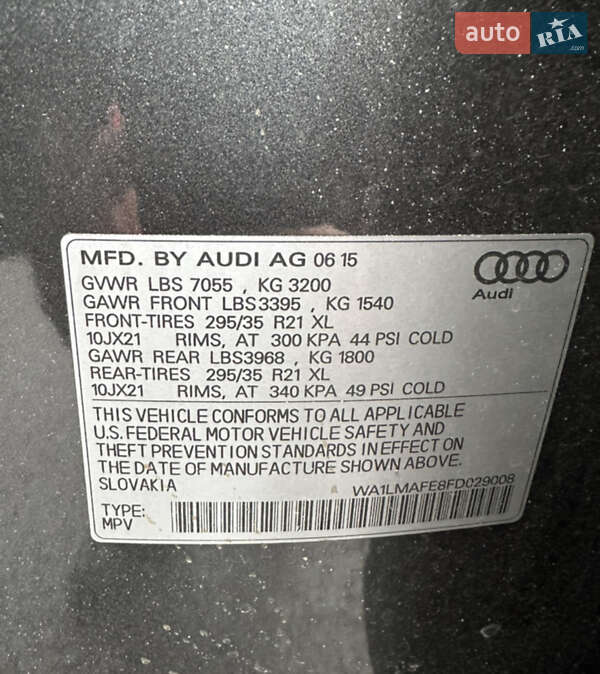 auto RIA
.com
MFD. BY AUDI AG 06 15
Audi
GVWR LBS 7055 , KG 3200
GAWR FRONT LBS3395 , KG 1540
FRONT-TIRES 295/35 R21 XL
10JX21 RIMS, AT 300 KPA 44 PSI COLD
GAWR REAR LBS3968 , KG 1800
REAR-TIRES 295/35 R21 XL
10JX21 RIMS, AT 340 KPA 49 PSI COLD
THIS VEHICLE CONFORMS TO ALL APPLICABLE
U.S. FEDERAL MOTOR VEHICLE SAFETY AND
THEFT PREVENTION STANDARDS IN EFFECT ON
THE DATE OF MANUFACTURE SHOWN ABOVE.
SLOVAKIA WA1LMAFE8FD029008
TYPE:
MPV